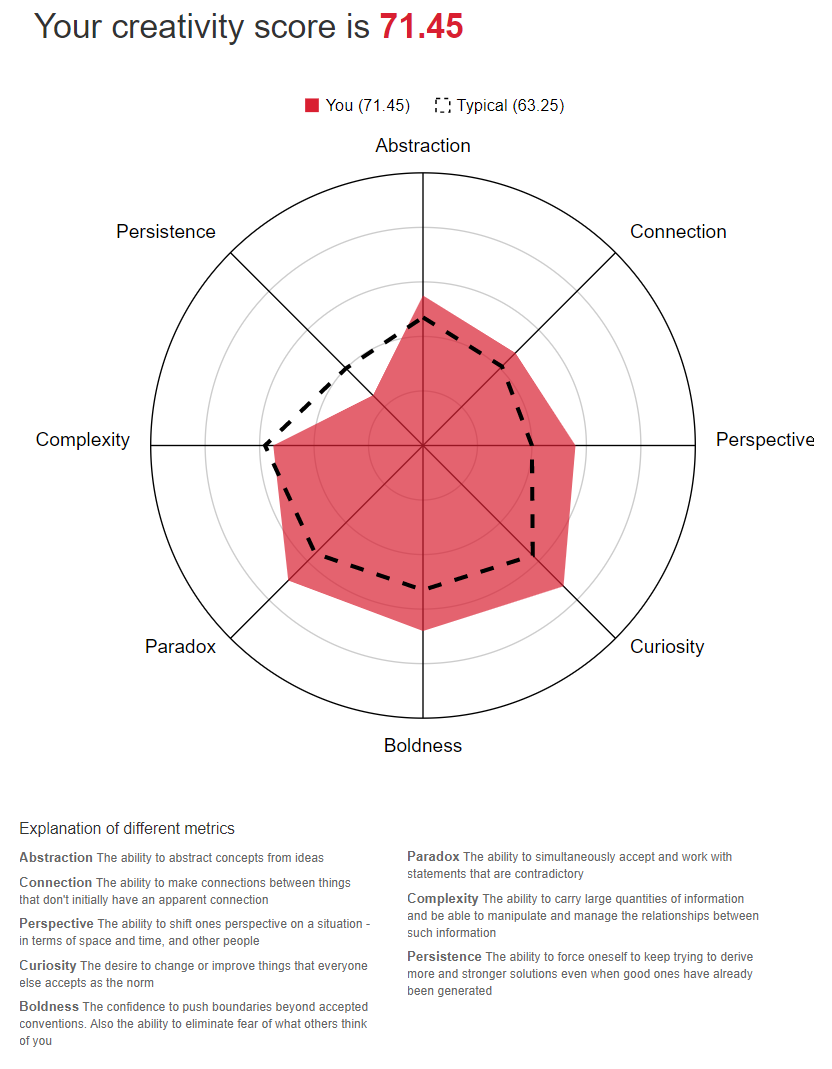 Your creativity score is 71.45
You (71.45) Typical (63.25)
Abstraction
Persistence Connection
Complexity Perspective
Paradox Curiosity
Boldness
Explanation of different metrics
Abstraction The ability to abstract concepts from ideas
Connection The ability to make connections between things
that don't initially have an apparent connection
Perspective The ability to shift ones perspective on a situation -
in terms of space and time, and other people
Curiosity The desire to change or improve things that everyone
else accepts as the norm
Boldness The confidence to push boundaries beyond accepted
conventions. Also the ability to eliminate fear of what others think
of you
Paradox The ability to simultaneously accept and work with
statements that are contradictory
Complexity The ability to carry large quantities of information
and be able to manipulate and manage the relationships between
such information
Persistence The ability to force oneself to keep trying to derive
more and stronger solutions even when good ones have already
been generated